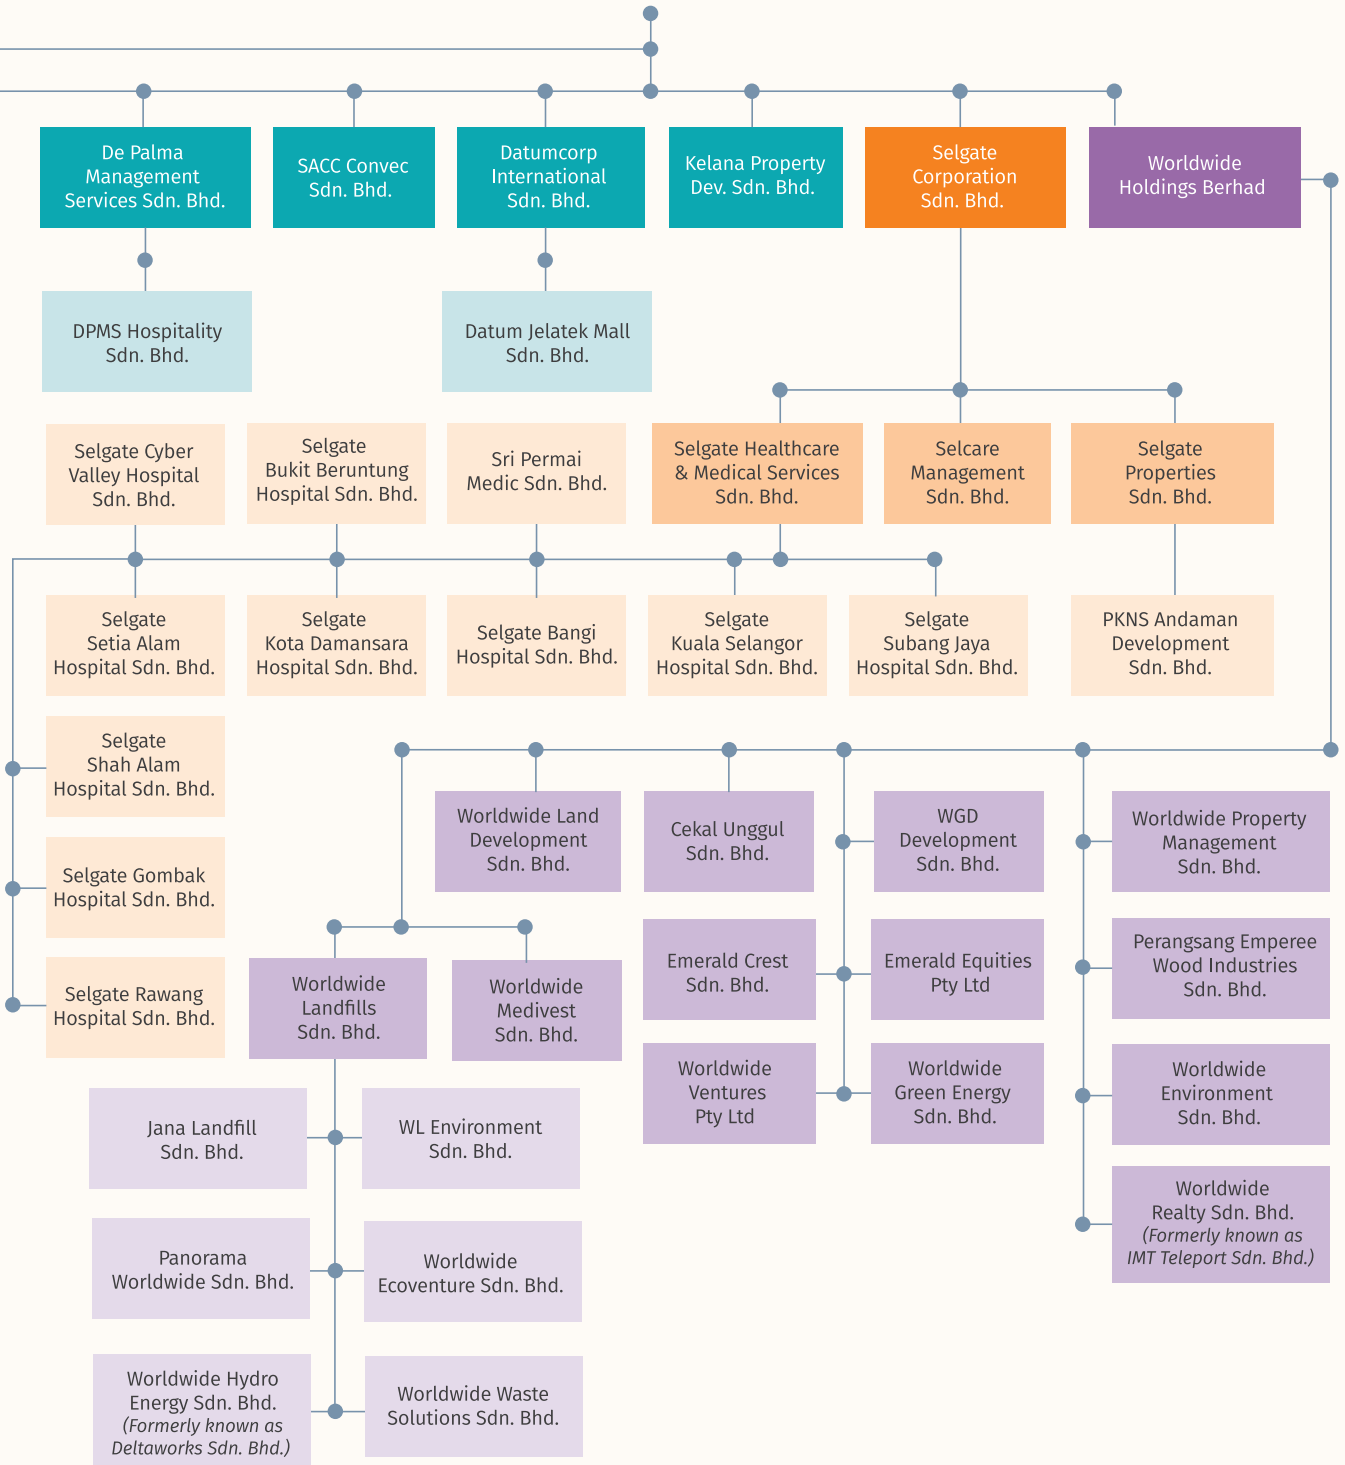 De Palma
Management
Services Sdn. Bhd.
SACC Convec
Sdn. Bhd.
Datumcorp
International
Sdn. Bhd.
Kelana Property
Dev. Sdn. Bhd.
Selgate
Corporation
Sdn. Bhd.
Worldwide
Holdings Berhad
DPMS Hospitality
Sdn. Bhd.
Datum Jelatek Mall
Sdn. Bhd.
Selgate Cyber
Valley Hospital
Sdn. Bhd.
Selgate
Bukit Beruntung
Hospital Sdn. Bhd.
Sri Permai
Medic Sdn. Bhd.
Selgate Healthcare
& Medical Services
Sdn. Bhd.
Selcare
Management
Sdn. Bhd.
Selgate
Properties
Sdn. Bhd.
Selgate
Setia Alam
Hospital Sdn. Bhd.
Selgate
Kota Damansara
Hospital Sdn. Bhd.
Selgate Bangi
Hospital Sdn. Bhd.
Selgate
Kuala Selangor
Hospital Sdn. Bhd.
Selgate
Subang Jaya
Hospital Sdn. Bhd.
PKNS Andaman
Development
Sdn. Bhd.
Selgate
Shah Alam
Hospital Sdn. Bhd.
Selgate Gombak
Hospital Sdn. Bhd.
Selgate Rawang
Hospital Sdn. Bhd.
Worldwide Land
Development
Sdn. Bhd.
Cekal Unggul
Sdn. Bhd.
WGD
Development
Sdn. Bhd.
Worldwide Property
Management
Sdn. Bhd.
Worldwide
Landfills
Sdn. Bhd.
Worldwide
Medivest
Sdn. Bhd.
Emerald Crest
Sdn. Bhd.
Emerald Equities
Pty Ltd
Perangsang Emperee
Wood Industries
Sdn. Bhd.
Worldwide
Ventures
Pty Ltd
Worldwide
Green Energy
Sdn. Bhd.
Worldwide
Environment
Sdn. Bhd.
Jana Landfill
Sdn. Bhd.
WL Environment
Sdn. Bhd.
Worldwide
Realty Sdn. Bhd.
(Formerly known as
IMT Teleport Sdn. Bhd.)
Panorama
Worldwide Sdn. Bhd.
Worldwide
Ecoventure Sdn. Bhd.
Worldwide Hydro
Energy Sdn. Bhd.
(Formerly known as
Deltaworks Sdn. Bhd.)
Worldwide Waste
Solutions Sdn. Bhd.